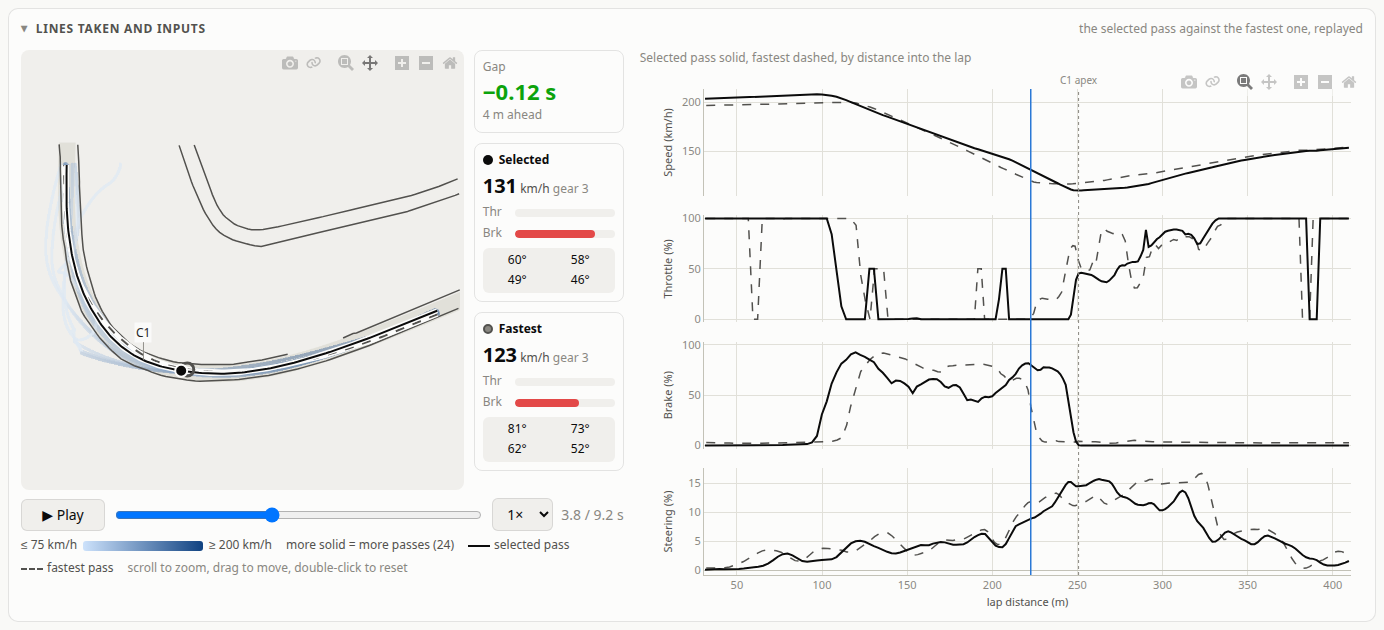 ▼ LINES TAKEN AND INPUTS
the selected pass against the fastest one, replayed
C1
Gap
−0.12 s
4 m ahead
Selected
131 km/h gear 3
Thr
Brk
60° 58°
49° 46°
Fastest
123 km/h gear 3
Thr
Brk
81° 73°
62° 52°
▶ Play
1×
3.8 / 9.2 s
≤ 75 km/h ≥ 200 km/h more solid = more passes (24) selected pass
fastest pass scroll to zoom, drag to move, double-click to reset
Selected pass solid, fastest dashed, by distance into the lap
C1 apex
Speed (km/h)
200
150
Throttle (%)
100
50
0
Brake (%)
100
50
0
Steering (%)
15
10
5
0
50 100 150 200 250 300 350 400
lap distance (m)